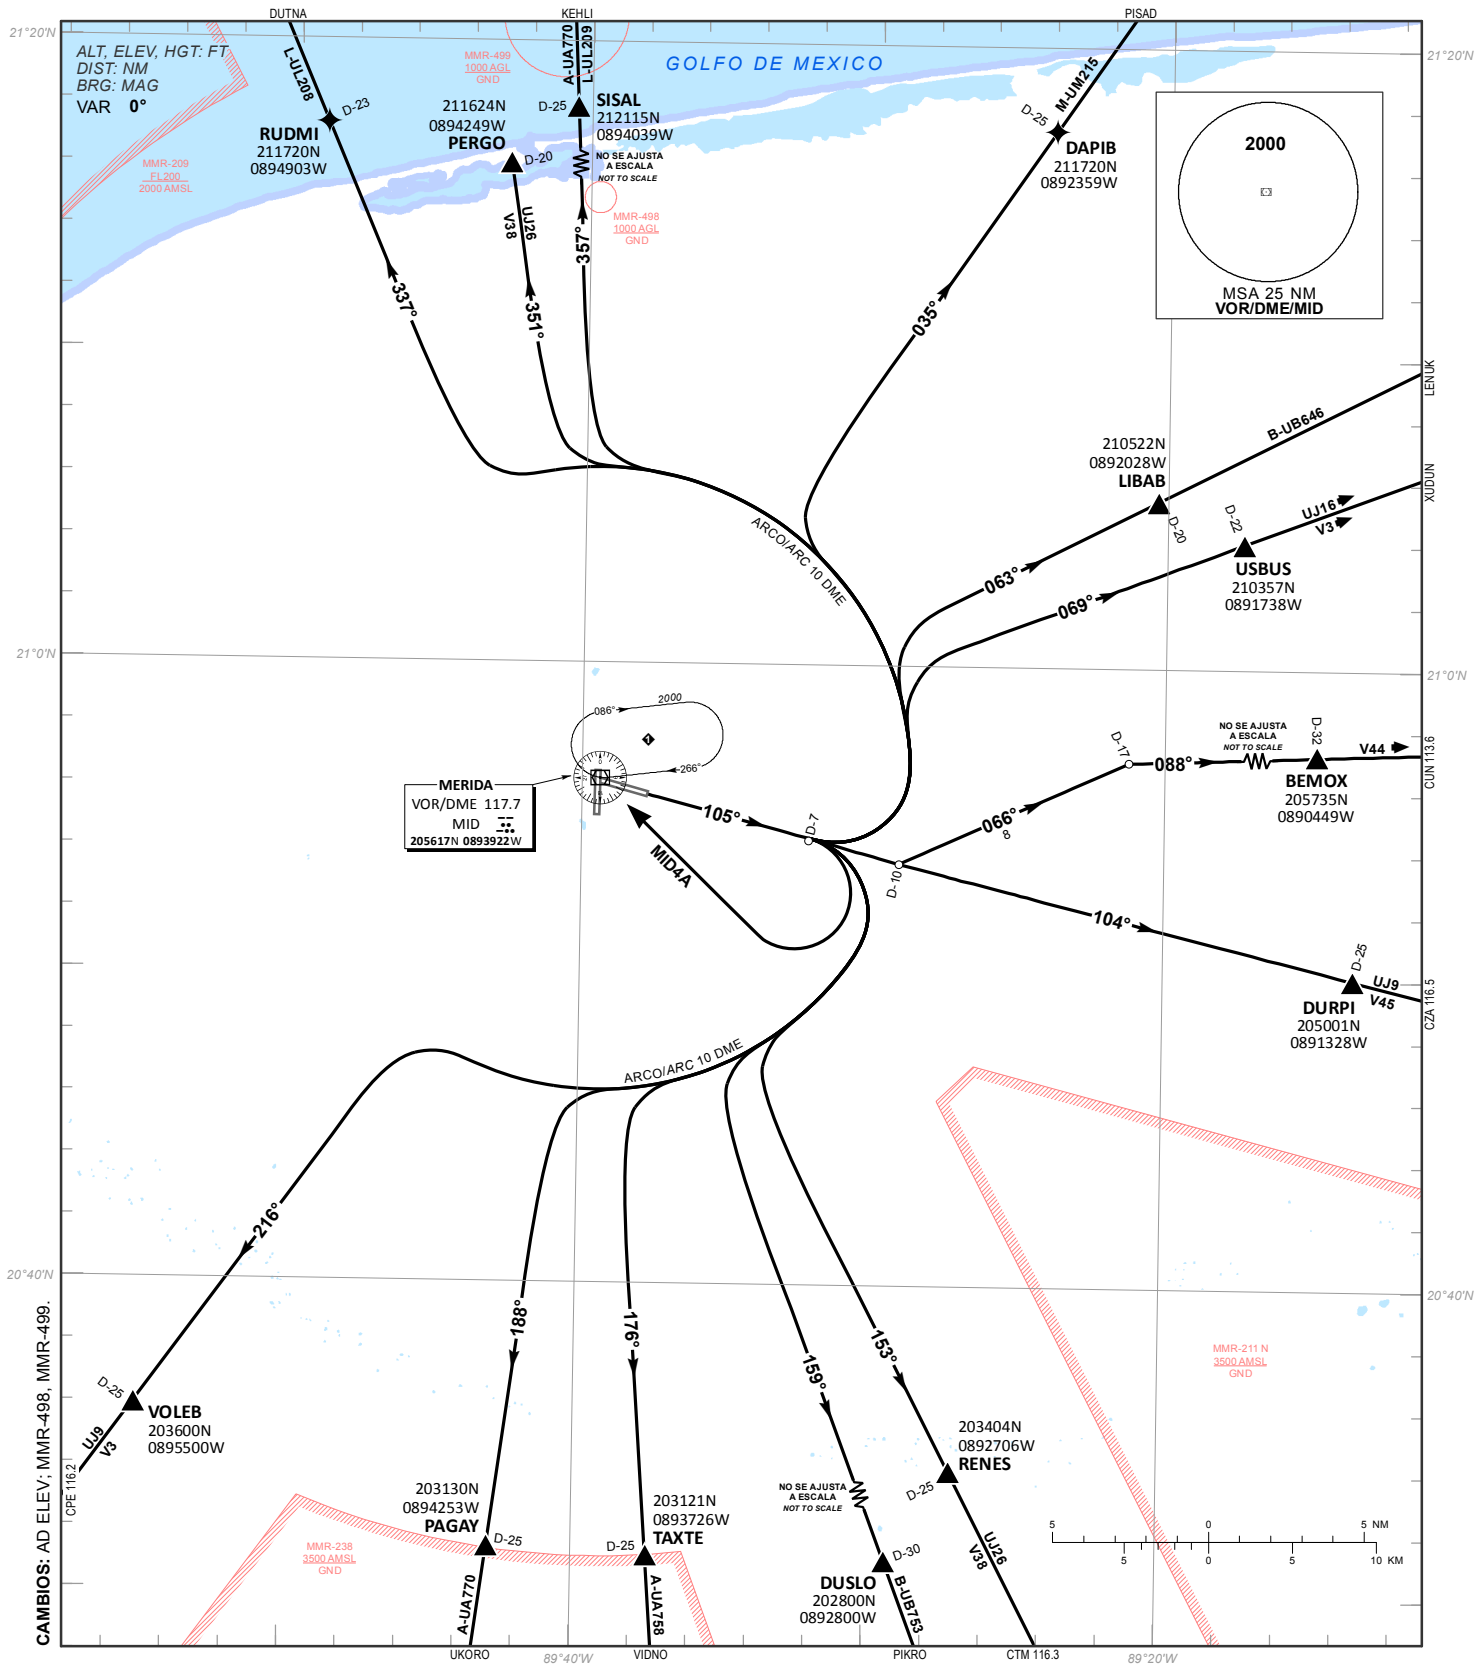 DUTNA
KEHLI
PISAD
21°20'N
21°20'N
ALT, ELEV, HGT: FT
DIST: NM
BRG: MAG
VAR 0°
L-UL208
D-23
RUDMI
211720N
0894903W
MMR-209
FL200
2000 AMSL
MMR-499
1000 AGL
GND
A-UA770
L-UL209
GOLFO DE MEXICO
211624N
0894249W
PERGO
D-20
D-25
SISAL
212115N
0894039W
NO SE AJUSTA
A ESCALA
NOT TO SCALE
MMR-498
1000 AGL
GND
UJ26
V38
M-UM215
D-25
DAPIB
211720N
0892359W
2000
MSA 25 NM
VOR/DME/MID
337°
351°
357°
035°
LENUK
B-UB646
210522N
0892028W
LIBAB
D-20
XUDUN
UJ16
V3
D-22
USBUS
210357N
0891738W
063°
069°
ARCO/ARC 10 DME
21°0'N
21°0'N
2000
086°
1
266°
MERIDA
VOR/DME 117.7
MID
205617N 0893922W
105°
D-7
MID4A
D-10
066°
8
D-17
088°
NO SE AJUSTA
A ESCALA
NOT TO SCALE
D-32
V44
BEMOX
205735N
0890449W
CUN 113.6
104°
D-25
UJ9
V45
DURPI
205001N
0891328W
CZA 116.5
ARCO/ARC 10 DME
216°
188°
176°
159°
153°
20°40'N
20°40'N
MMR-211 N
3500 AMSL
GND
D-25
VOLEB
203600N
0895500W
UJ9
V3
CPE 116.2
CAMBIOS: AD ELEV; MMR-498, MMR-499.
MMR-238
3500 AMSL
GND
203130N
0894253W
PAGAY
D-25
A-UA770
203121N
0893726W
TAXTE
D-25
A-UA758
NO SE AJUSTA
A ESCALA
NOT TO SCALE
D-30
DUSLO
202800N
0892800W
B-UB753
203404N
0892706W
RENES
D-25
UJ26
V38
5 0 5 NM
5 0 5 10 KM
UKORO
89°40'W
VIDNO
PIKRO
CTM 116.3
89°20'W